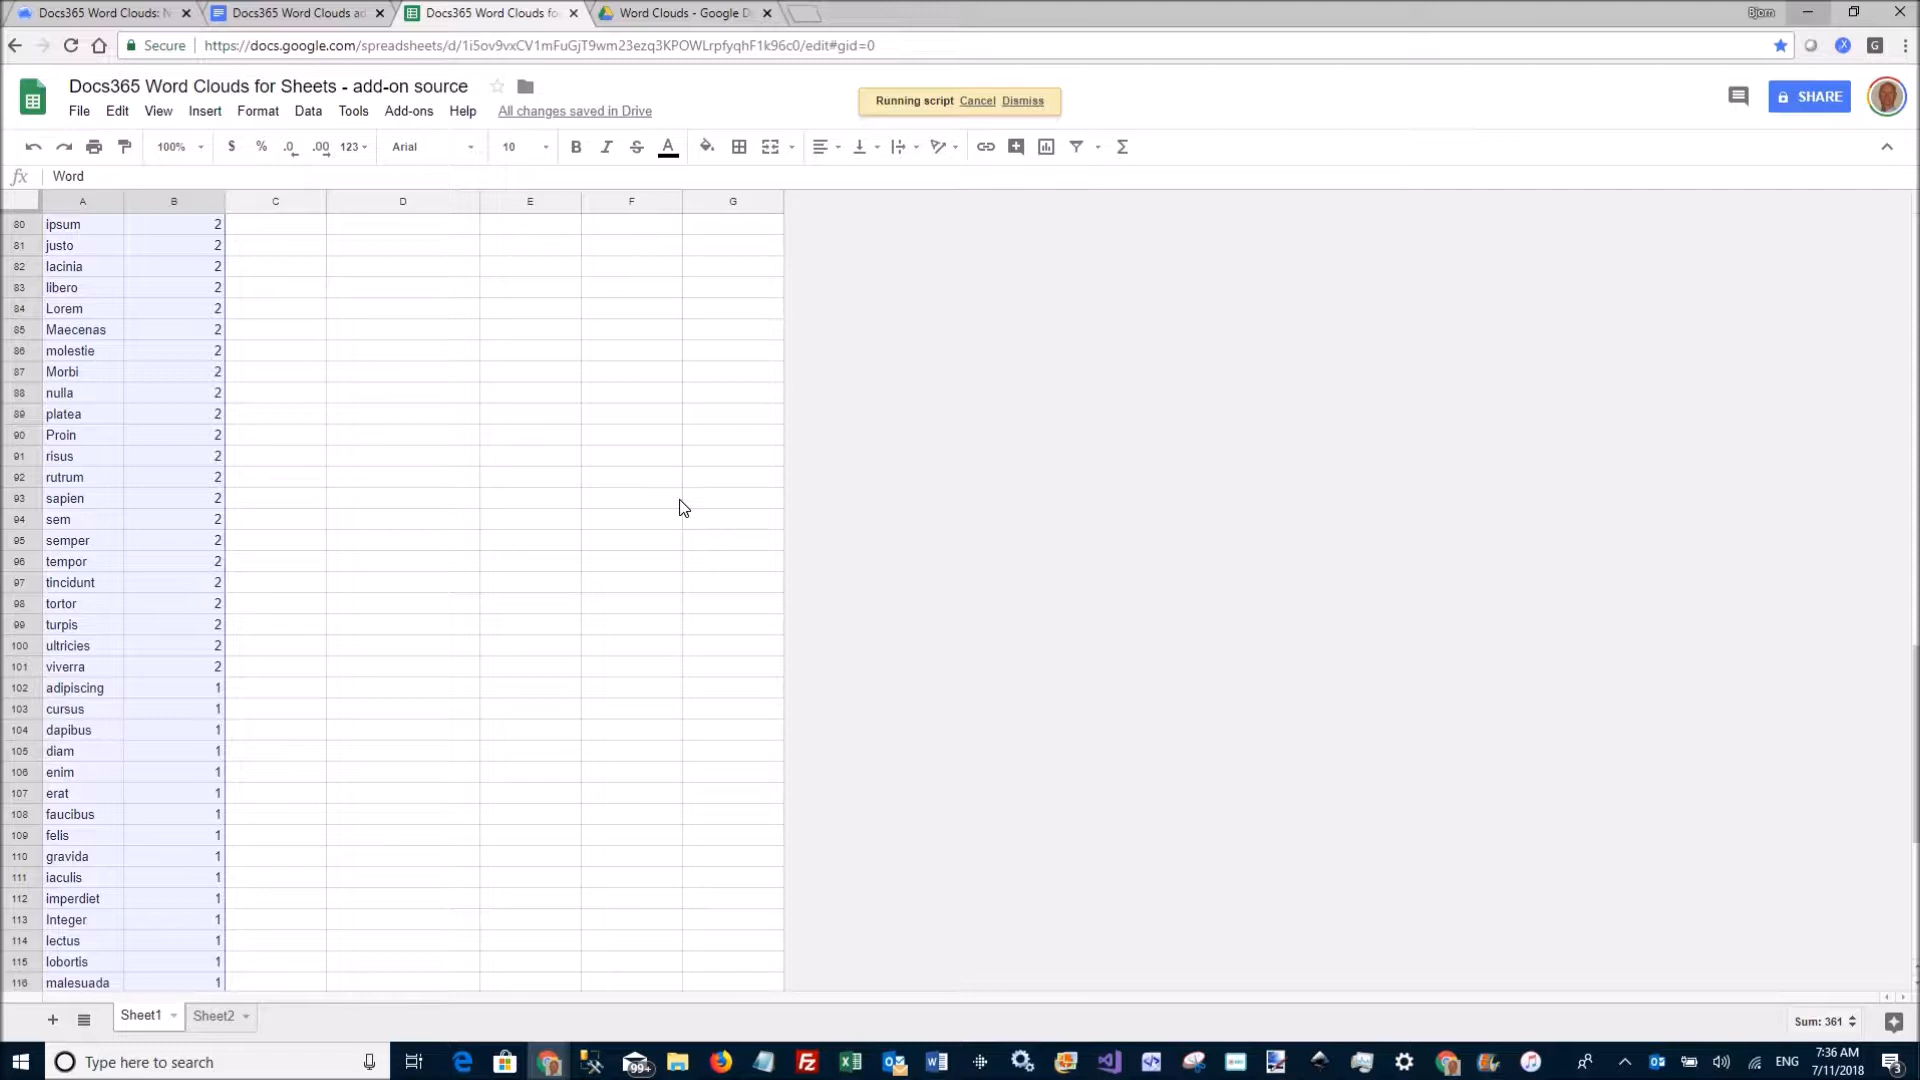 Docs365 Word Clouds: N
Docs365 Word Clouds ad
Docs365 Word Clouds fo
Word Clouds - Google D
Bjorn
Secure
https://docs.google.com/spreadsheets/d/1i5ov9vxCV1mFuGjT9wm23ezq3KPOWLrpfyqhF1k96c0/edit#gid=0
Docs365 Word Clouds for Sheets - add-on source
Running script Cancel Dismiss
SHARE
File Edit View Insert Format Data Tools Add-ons Help All changes saved in Drive
100% $ % .0 .00 123 Arial 10 B I S A Σ
fx Word
A B C D E F G
80 ipsum 2
81 justo 2
82 lacinia 2
83 libero 2
84 Lorem 2
85 Maecenas 2
86 molestie 2
87 Morbi 2
88 nulla 2
89 platea 2
90 Proin 2
91 risus 2
92 rutrum 2
93 sapien 2
94 sem 2
95 semper 2
96 tempor 2
97 tincidunt 2
98 tortor 2
99 turpis 2
100 ultricies 2
101 viverra 2
102 adipiscing 1
103 cursus 1
104 dapibus 1
105 diam 1
106 enim 1
107 erat 1
108 faucibus 1
109 felis 1
110 gravida 1
111 iaculis 1
112 imperdiet 1
113 Integer 1
114 lectus 1
115 lobortis 1
116 malesuada 1
Sheet1 Sheet2
Sum: 361
Type here to search
99+
ENG
7:36 AM
7/11/2018
3